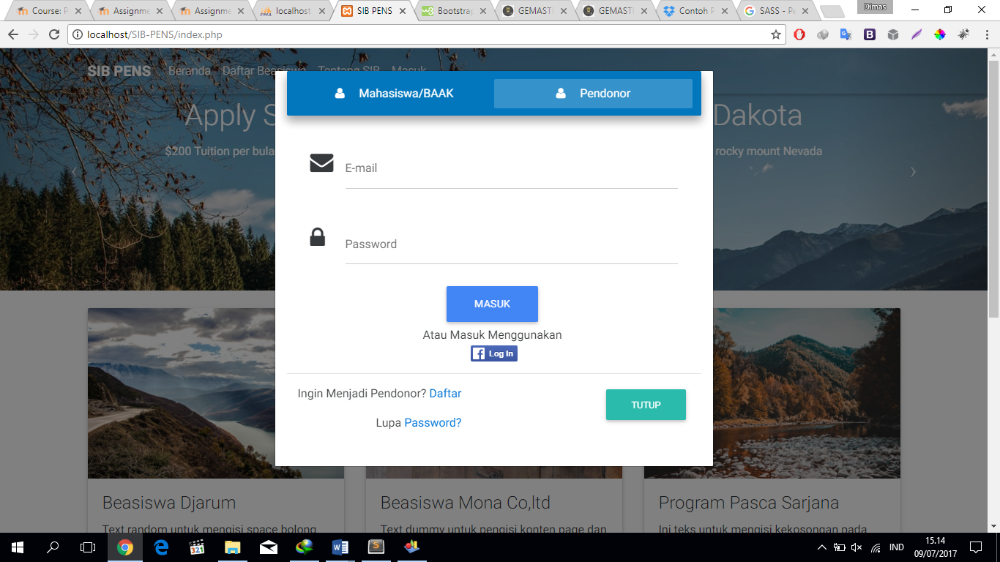 Course: P
Assignme
Assignme
localhost
SIB PENS
Bootstrap
GEMASTI
GEMASTI
Contoh P
SASS - Pe
Dimas
localhost/SIB-PENS/index.php
SIB PENS Beranda Daftar Beasiswa Tentang SIB Masuk
Mahasiswa/BAAK Pendonor
Apply S Dakota
$200 Tuition per bula rocky mount Nevada
E-mail
Password
MASUK
Atau Masuk Menggunakan
Log In
Ingin Menjadi Pendonor? Daftar
TUTUP
Lupa Password?
Beasiswa Djarum
Text random untuk mengisi space bolong
Beasiswa Mona Co,ltd
Text dummy untuk pengisi konten page dan
Program Pasca Sarjana
Ini teks untuk mengisi kekosongan pada
IND
15.14
09/07/2017